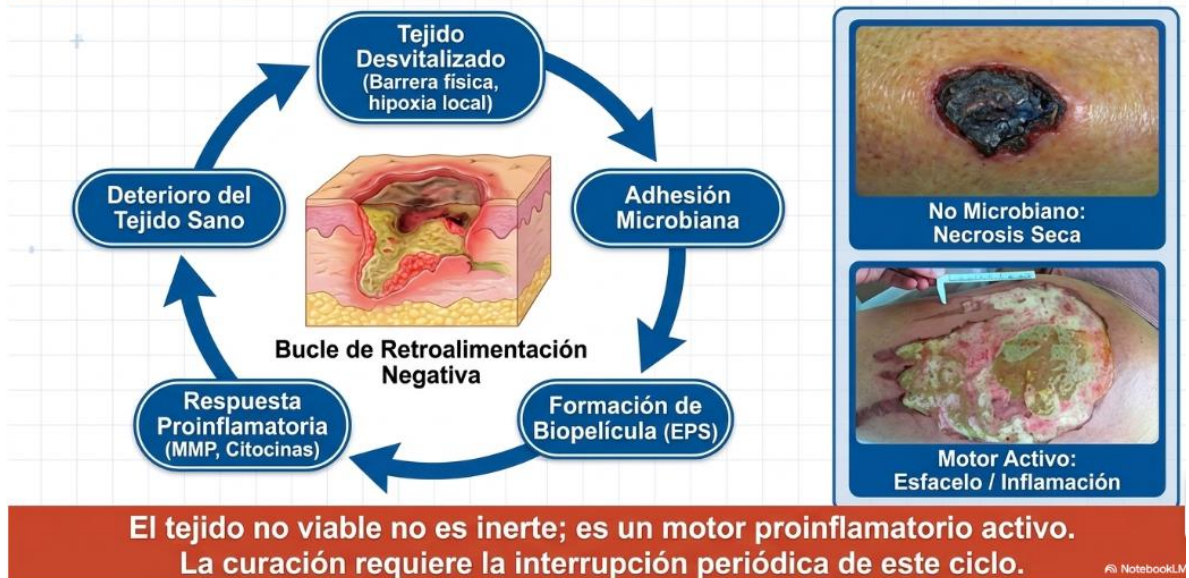 Tejido
Desvitalizado
(Barrera física,
hipoxia local)
Adhesión
Microbiana
Formación de
Biopelícula (EPS)
Respuesta
Proinflamatoria
(MMP, Citocinas)
Deterioro del
Tejido Sano
Bucle de Retroalimentación
Negativa
No Microbiano:
Necrosis Seca
Motor Activo:
Esfacelo / Inflamación
El tejido no viable no es inerte; es un motor proinflamatorio activo.
La curación requiere la interrupción periódica de este ciclo.
NotebookLM